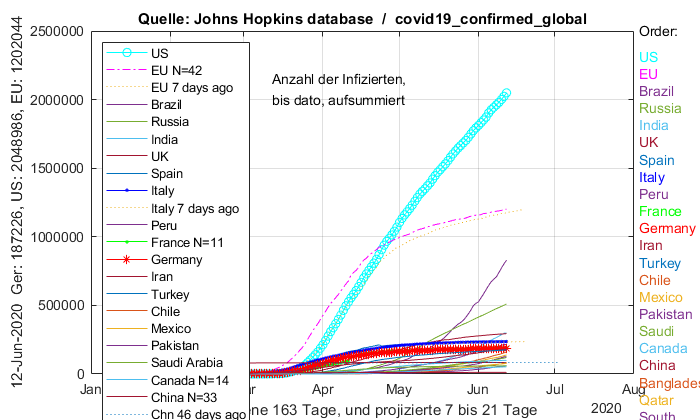 Quelle: Johns Hopkins database / covid19_confirmed_global
12-Jun-2020 Ger: 187226, US: 2048986, EU: 1202044
2500000
2000000
1500000
1000000
500000
0
Anzahl der Infizierten,
bis dato, aufsummiert
US
EU N=42
EU 7 days ago
Brazil
Russia
India
UK
Spain
Italy
Italy 7 days ago
Peru
France N=11
Germany
Iran
Turkey
Chile
Mexico
Pakistan
Saudi Arabia
Canada N=14
China N=33
Chn 46 days ago
Jan
Apr
May
Jun
Jul
Aug
2020
163 Tage, und projizierte 7 bis 21 Tage
Order:
US
EU
Brazil
Russia
India
UK
Spain
Italy
Peru
France
Germany
Iran
Turkey
Chile
Mexico
Pakistan
Saudi
Canada
China
Banglades
Qatar
South